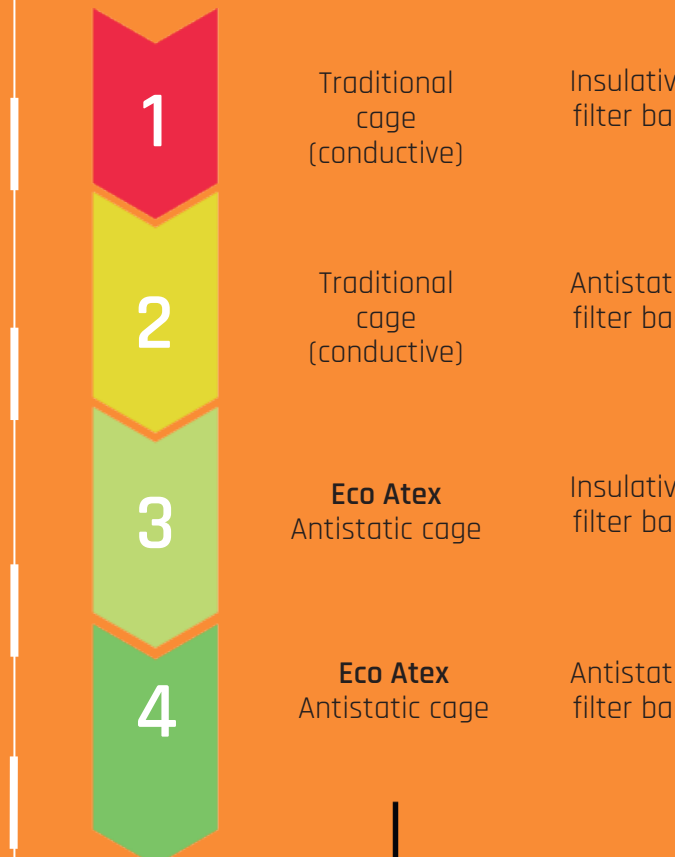 1
Traditional
cage
(conductive)
Insulativ
filter ba
2
Traditional
cage
(conductive)
Antistat
filter ba
3
Eco Atex
Antistatic cage
Insulativ
filter ba
4
Eco Atex
Antistatic cage
Antistat
filter ba